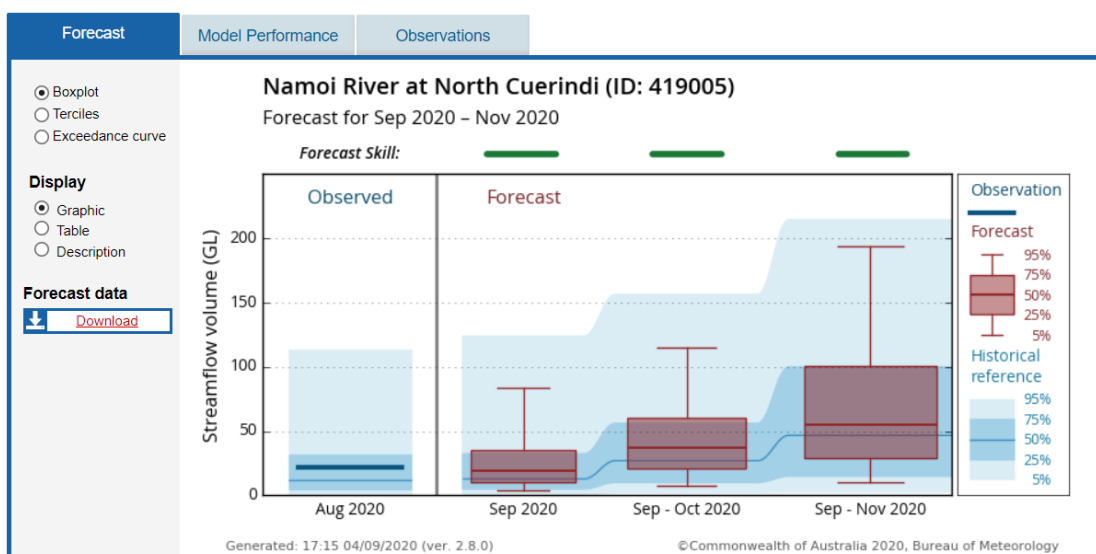 Forecast
Model Performance
Observations
Boxplot
Terciles
Exceedance curve
Display
Graphic
Table
Description
Forecast data
Download
Namoi River at North Cuerindi (ID: 419005)
Forecast for Sep 2020 – Nov 2020
Forecast Skill:
Observed
Forecast
Streamflow volume (GL)
200
150
100
50
0
Aug 2020
Sep 2020
Sep - Oct 2020
Sep - Nov 2020
Observation
Forecast
95%
75%
50%
25%
5%
Historical
reference
95%
75%
50%
25%
5%
Generated: 17:15 04/09/2020 (ver. 2.8.0)
©Commonwealth of Australia 2020, Bureau of Meteorology